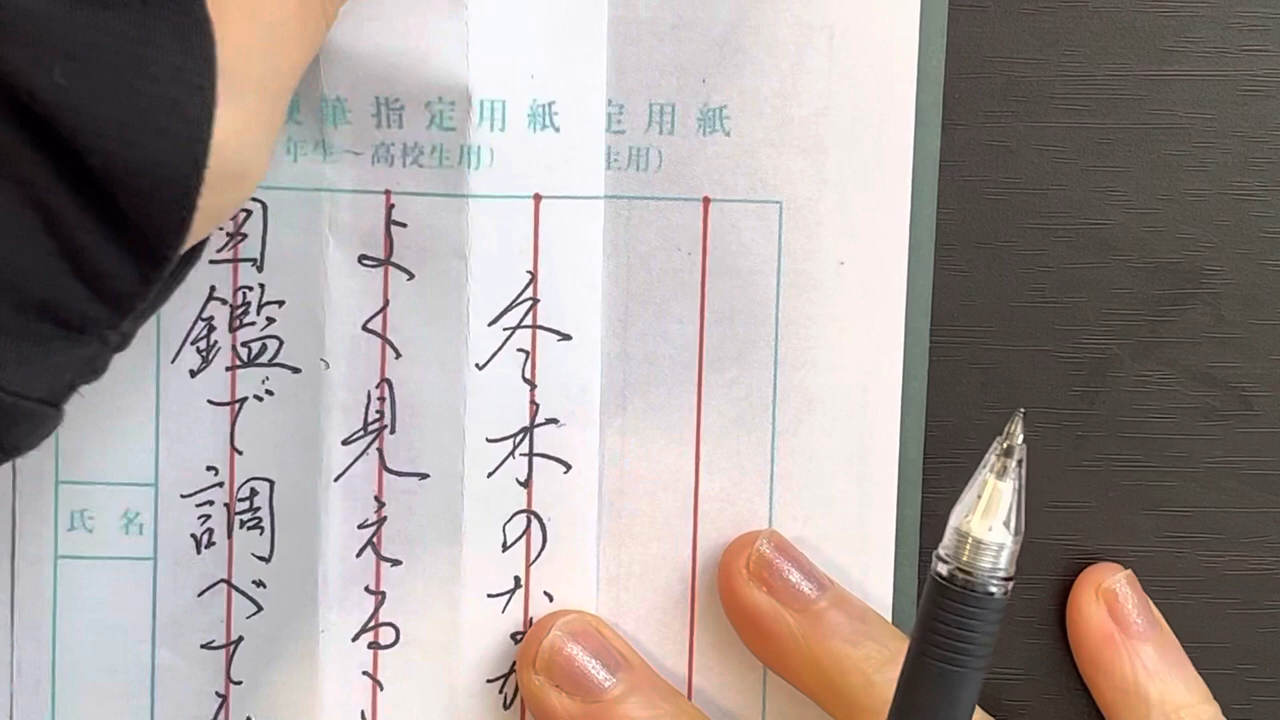 筆指定用紙
定用紙
年生～高校生用）
生用）
冬木のな
よく見える
図鑑で調べて
氏名